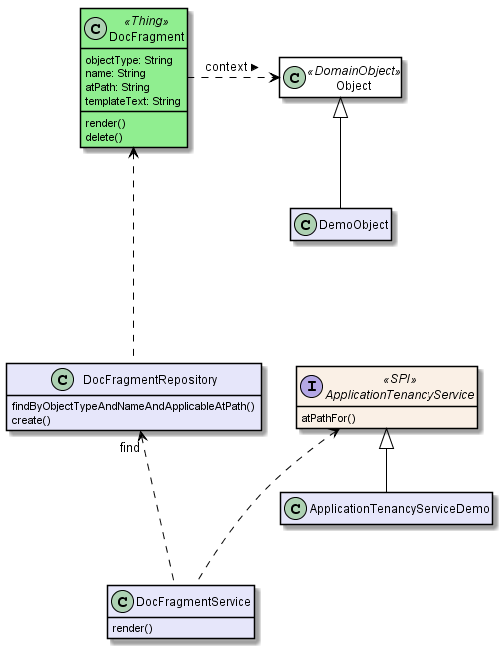 C
«Thing»
DocFragment
objectType: String
name: String
atPath: String
templateText: String
render()
delete()
context ►
C
«DomainObject»
Object
C
DemoObject
C
DocFragmentRepository
findByObjectTypeAndNameAndApplicableAtPath()
create()
I
«SPI»
ApplicationTenancyService
atPathFor()
find
C
ApplicationTenancyServiceDemo
C
DocFragmentService
render()